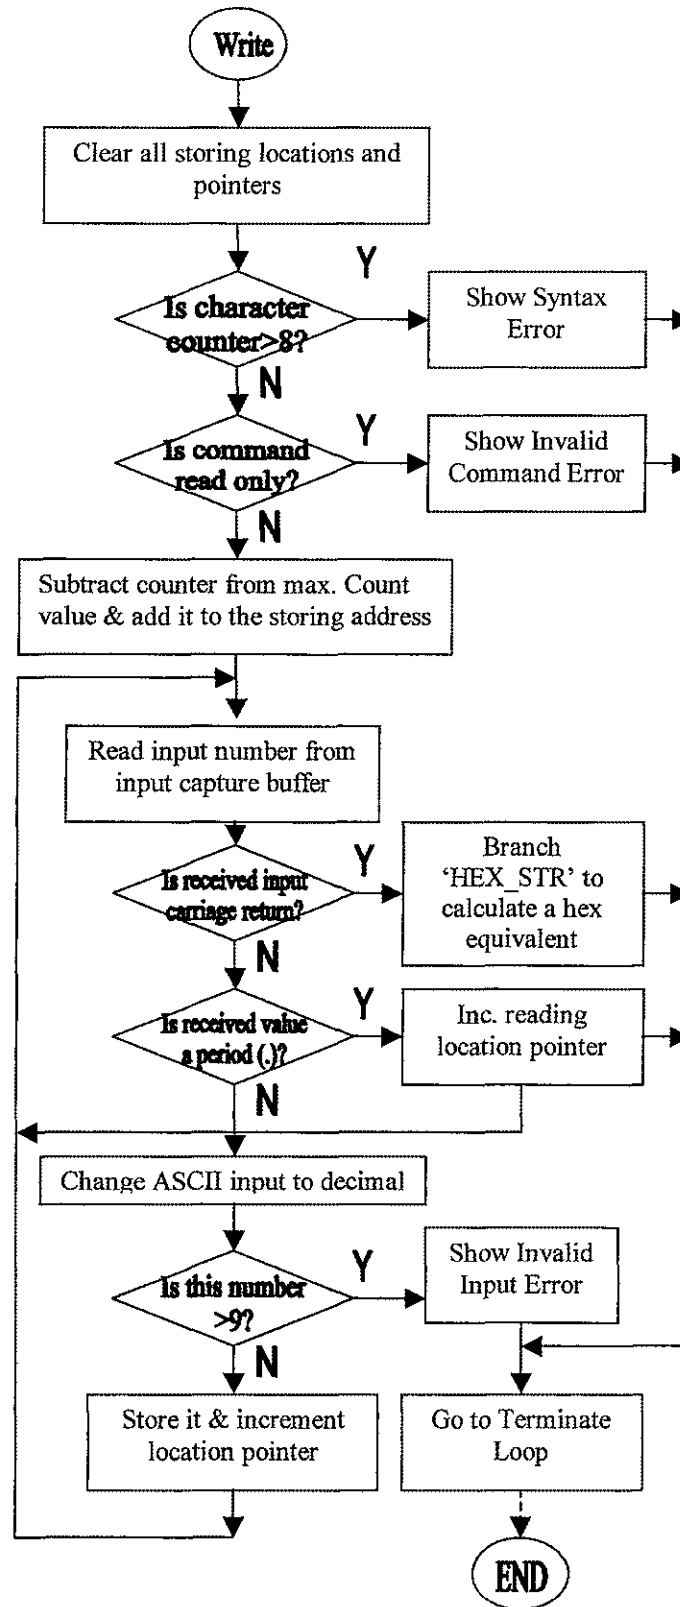 Write
Clear all storing locations and
pointers
Y
Is character
counter>8?
Show Syntax
Error
N
Y
Is command
read only?
Show Invalid
Command Error
N
Subtract counter from max. Count
value & add it to the storing address
Read input number from
input capture buffer
Y
Is received input
carriage return?
Branch
‘HEX_STR’ to
calculate a hex
equivalent
N
Y
Is received value
a period (.)?
Inc. reading
location pointer
N
Change ASCII input to decimal
Y
Is this number
>9?
Show Invalid
Input Error
N
Store it & increment
location pointer
Go to Terminate
Loop
END